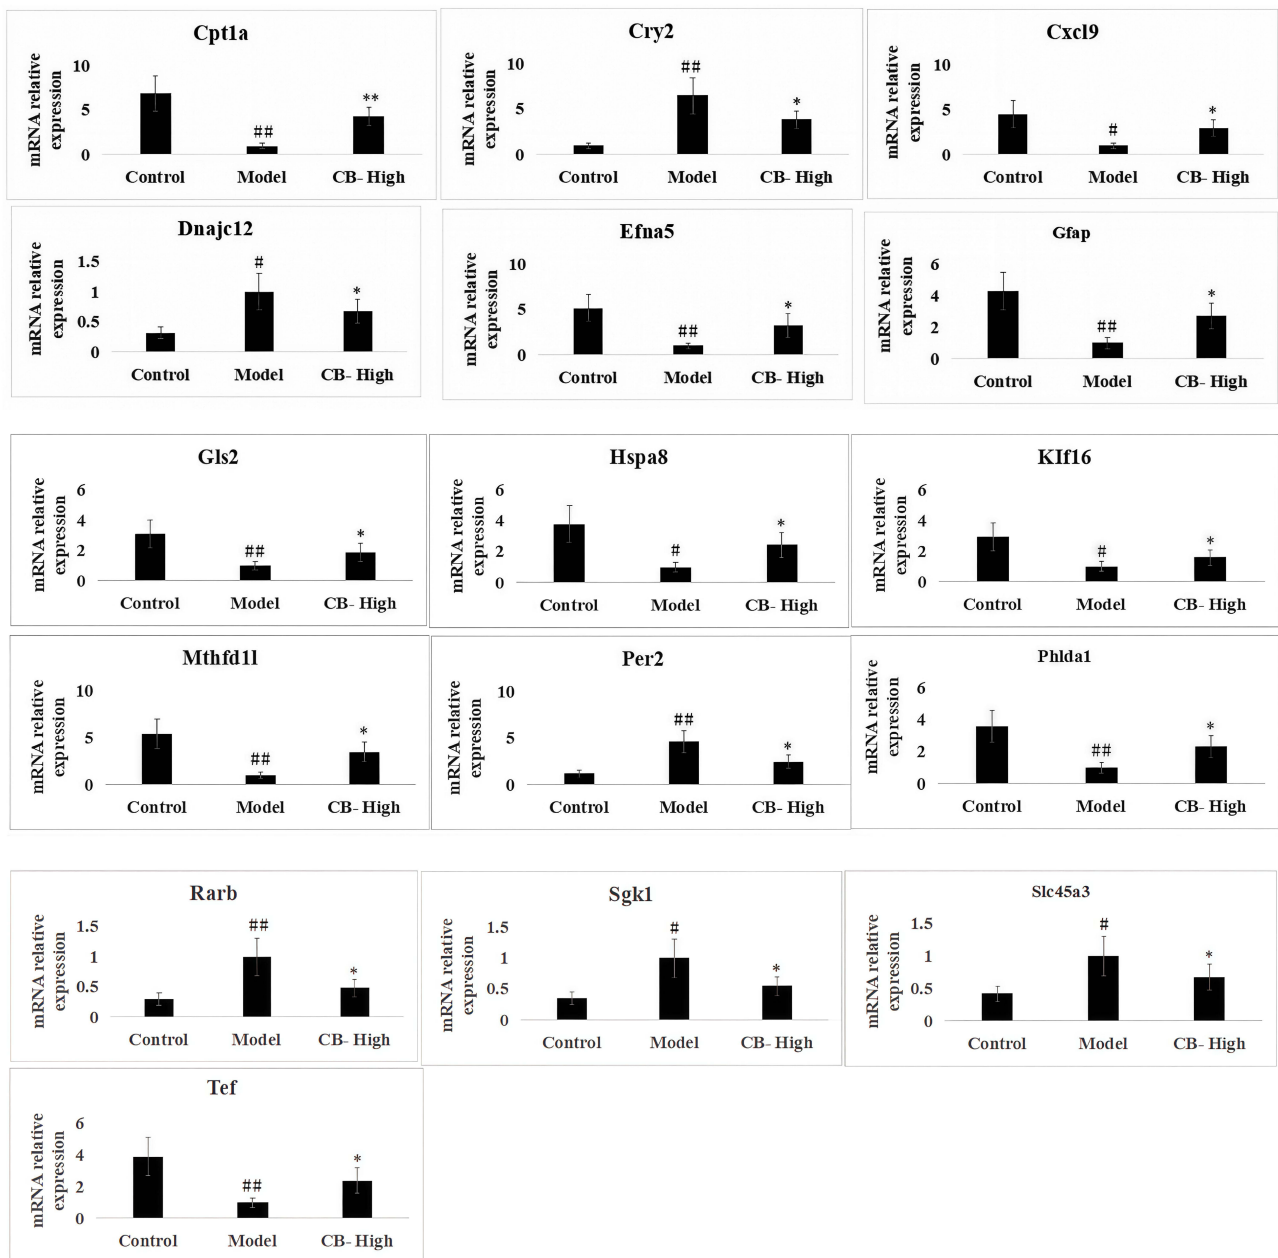 Cpt1a
mRNA relative
expression
10
5
0
##
**
Control Model CB- High
Cry2
mRNA relative
expression
10
5
0
##
*
Control Model CB- High
Cxcl9
mRNA relative
expression
10
5
0
#
*
Control Model CB- High
Dnajc12
mRNA relative
expression
1.5
1
0.5
0
#
*
Control Model CB- High
Efna5
mRNA relative
expression
10
5
0
##
*
Control Model CB- High
Gfap
mRNA relative
expression
6
4
2
0
##
*
Control Model CB- High
Gls2
mRNA relative
expression
6
4
2
0
##
*
Control Model CB- High
Hspa8
mRNA relative
expression
6
4
2
0
#
*
Control Model CB- High
KIf16
mRNA relative
expression
6
4
2
0
#
*
Control Model CB- High
Mthfd1l
mRNA relative
expression
10
5
0
##
*
Control Model CB- High
Per2
mRNA relative
expression
10
5
0
##
*
Control Model CB- High
Phlda1
mRNA relative
expression
6
4
2
0
##
*
Control Model CB- High
Rarb
mRNA relative
expression
1.5
1
0.5
0
##
*
Control Model CB- High
Sgk1
mRNA relative
expression
1.5
1
0.5
0
#
*
Control Model CB- High
Slc45a3
mRNA relative
expression
1.5
1
0.5
0
#
*
Control Model CB- High
Tef
mRNA relative
expression
6
4
2
0
##
*
Control Model CB- High